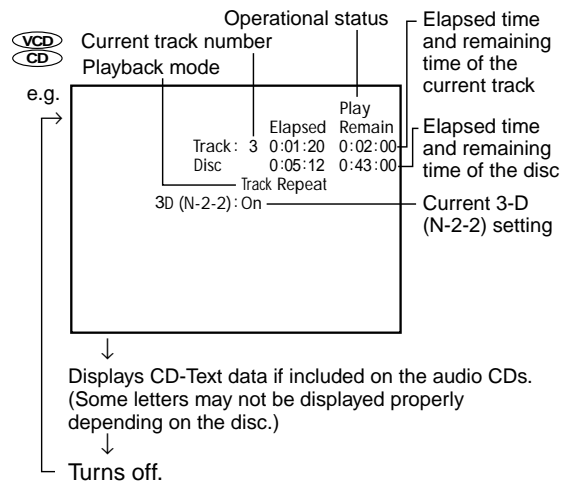 Operational status
VCD
CD
Current track number
Playback mode
Elapsed time
and remaining
time of the
current track
e.g.
Play
Elapsed Remain
Track: 3 0:01:20 0:02:00
Disc 0:05:12 0:43:00
Track Repeat
3D (N-2-2): On
Elapsed time
and remaining
time of the disc
Current 3-D
(N-2-2) setting
Displays CD-Text data if included on the audio CDs.
(Some letters may not be displayed properly
depending on the disc.)
Turns off.